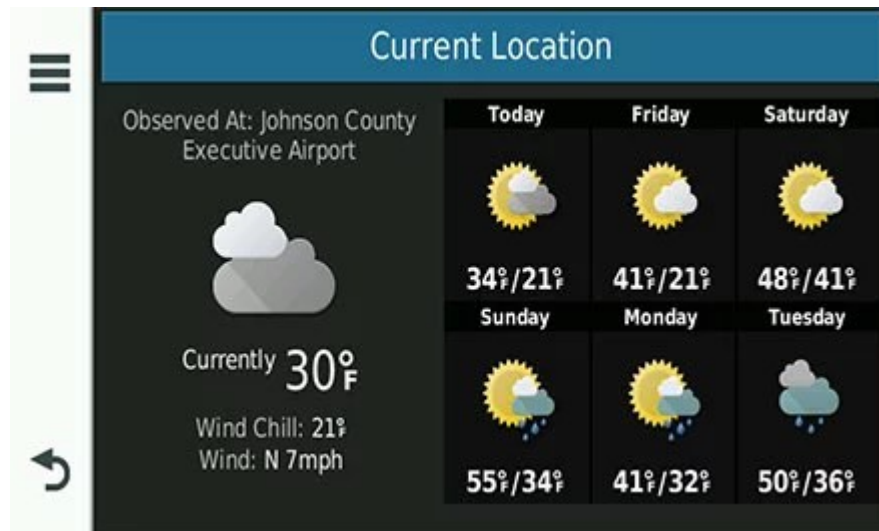 Current Location
Observed At: Johnson County
Executive Airport
Currently 30°F
Wind Chill: 21°F
Wind: N 7mph
Today Friday Saturday
34°F/21°F 41°F/21°F 48°F/41°F
Sunday Monday Tuesday
55°F/34°F 41°F/32°F 50°F/36°F